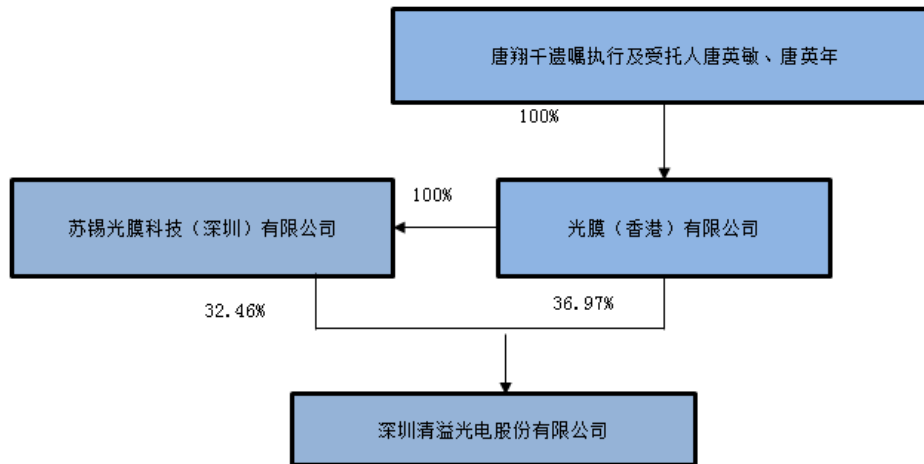 唐翔千遗嘱执行及受托人唐英敏、唐英年
100%
100%
苏锡光膜科技（深圳）有限公司
光膜（香港）有限公司
32.46%
36.97%
深圳清溢光电股份有限公司